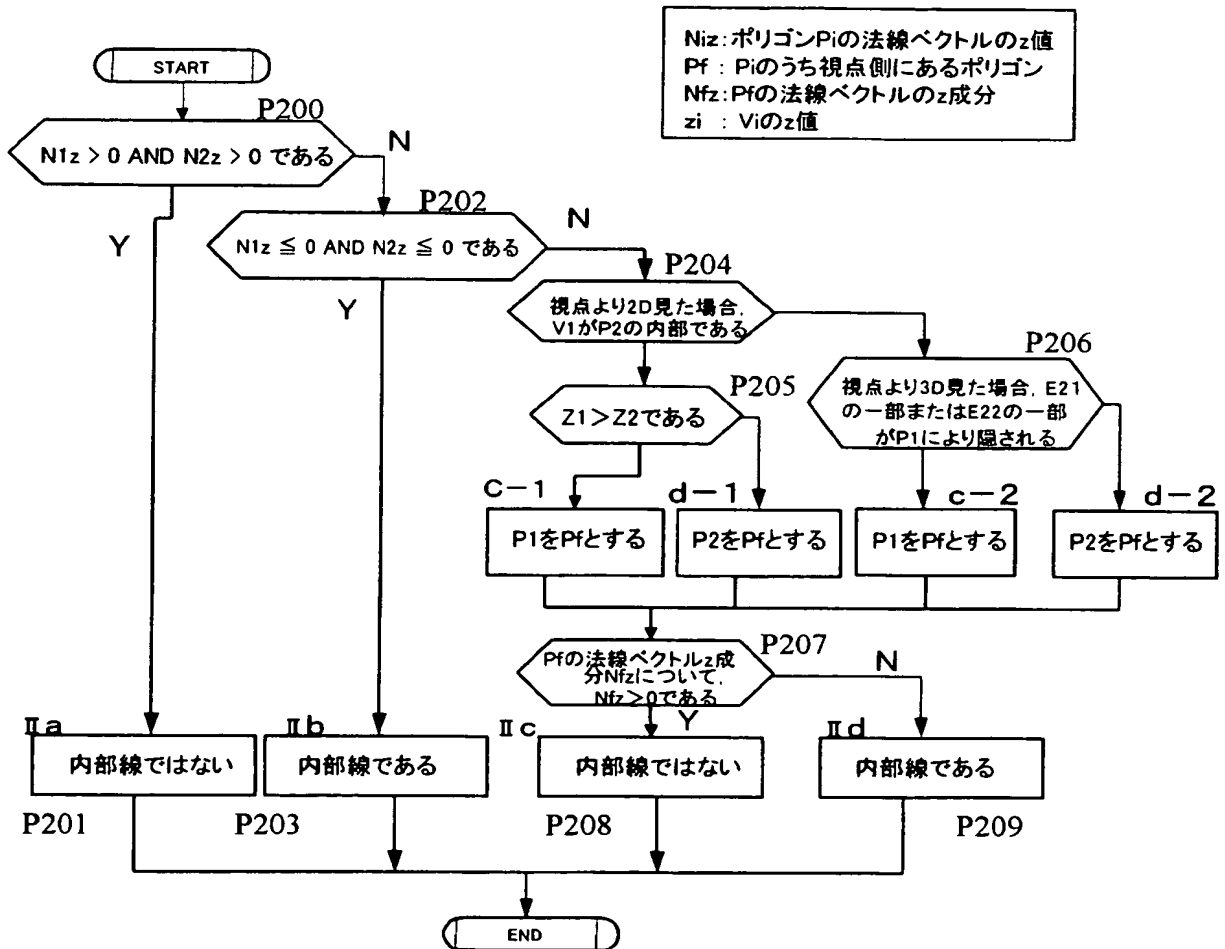 Niz:ポリゴンPiの法線ベクトルのz値
Pf : Piのうち視点側にあるポリゴン
Nfz:Pfの法線ベクトルのz成分
zi : Viのz値
START
P200
N1z > 0 AND N2z > 0 である
N
Y
P202
N1z ≦ 0 AND N2z ≦ 0 である
N
Y
P204
視点より2D見た場合,
V1がP2の内部である
P205
Z1>Z2である
P206
視点より3D見た場合, E21
の一部またはE22の一部
がP1により隠される
C-1
P1をPfとする
d-1
P2をPfとする
c-2
P1をPfとする
d-2
P2をPfとする
P207
Pfの法線ベクトルz成
分Nfzについて,
Nfz>0である
N
Y
Ⅱa
内部線ではない
P201
Ⅱb
内部線である
P203
Ⅱc
内部線ではない
P208
Ⅱd
内部線である
P209
END